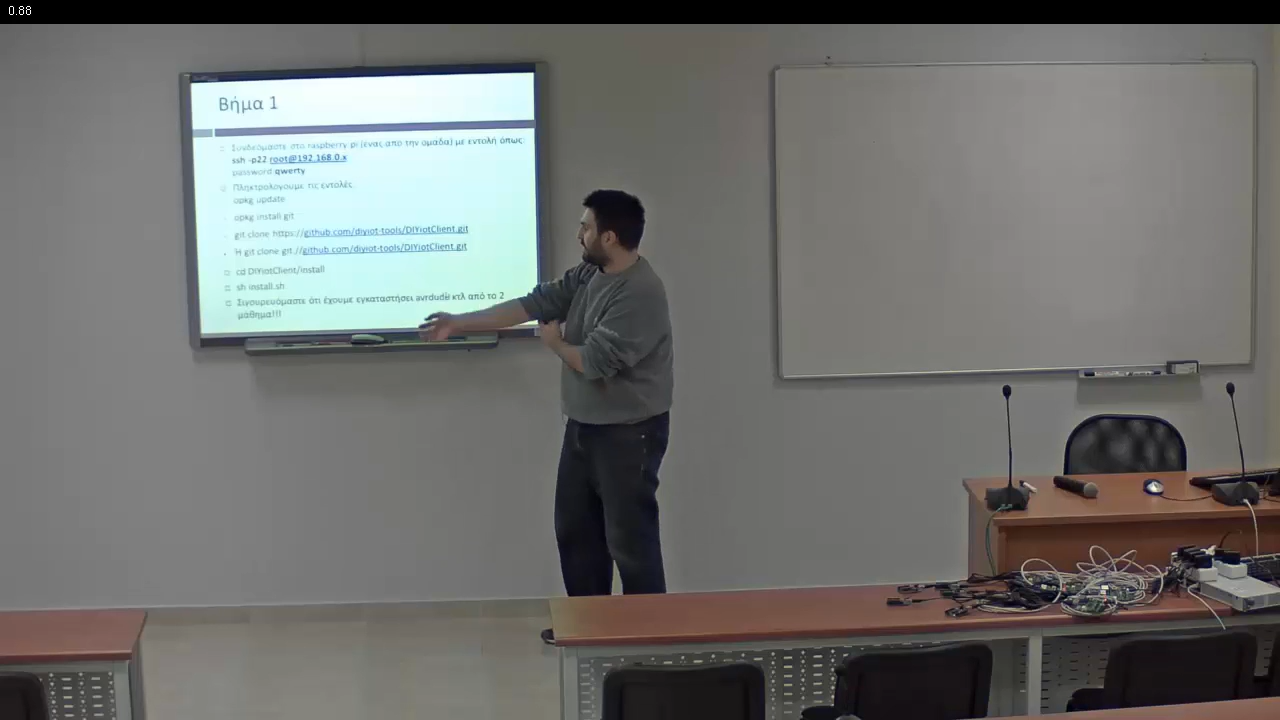 0.88
Βήμα 1
Συνδεόμαστε στο raspberry pi (ένας από την ομάδα) με εντολή όπως:
ssh -p22 root@192.168.0.x
password qwerty
Πληκτρολογούμε τις εντολές
opkg update
opkg install git
git clone https://github.com/diyiot-tools/DIYiotClient.git
Ή git clone git://github.com/diyiot-tools/DIYiotClient.git
cd DIYiotClient/install
sh install.sh
Σιγουρευόμαστε ότι έχουμε εγκαταστήσει avrdude κτλ από το 2
μάθημα!!!